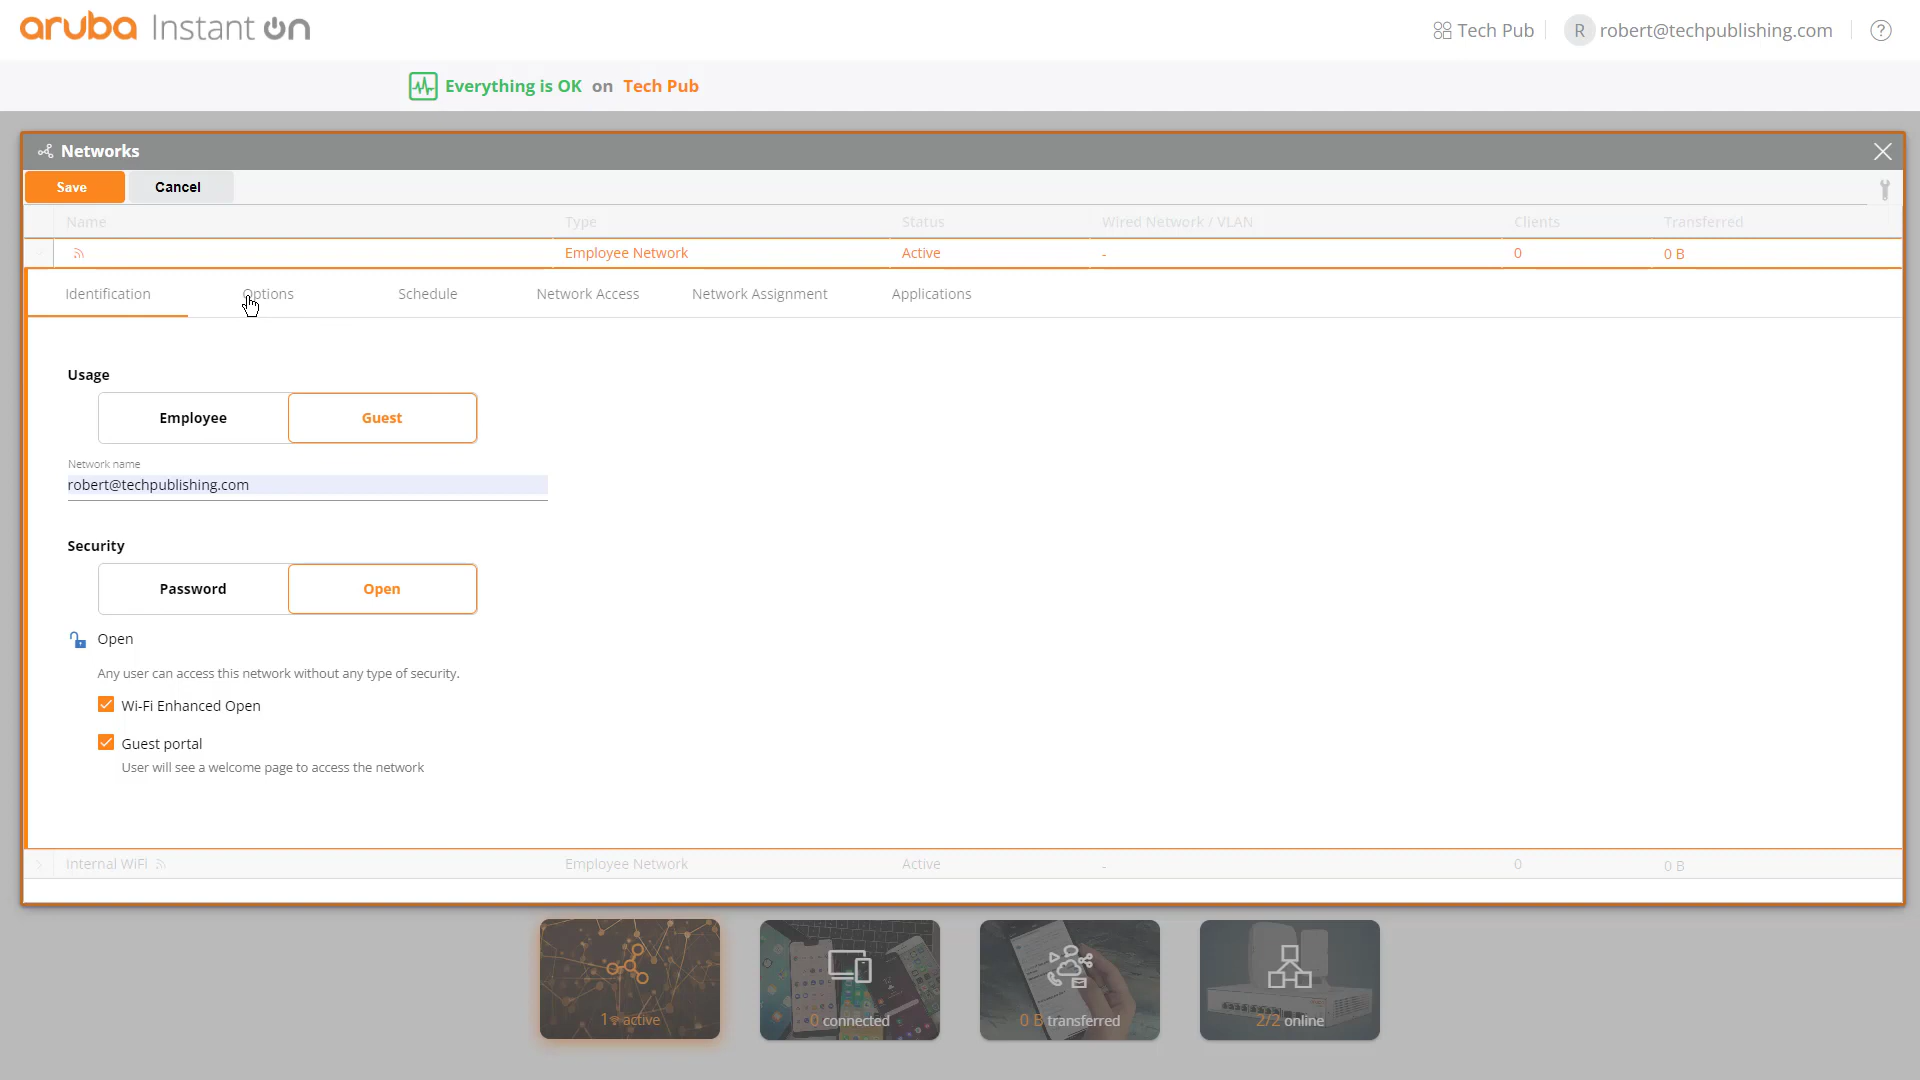 aruba Instant On
Tech Pub
R robert@techpublishing.com
?
Everything is OK on Tech Pub
Networks
Save Cancel
Name Type Status Wired Network / VLAN Clients Transferred
Employee Network Active - 0 0 B
Identification Options Schedule Network Access Network Assignment Applications
Usage
Employee Guest
Network name
robert@techpublishing.com
Security
Password Open
Open
Any user can access this network without any type of security.
Wi-Fi Enhanced Open
Guest portal
User will see a welcome page to access the network
Internal WiFI Employee Network Active - 0 0 B
1 active
0 connected
0 B transferred
2/2 online